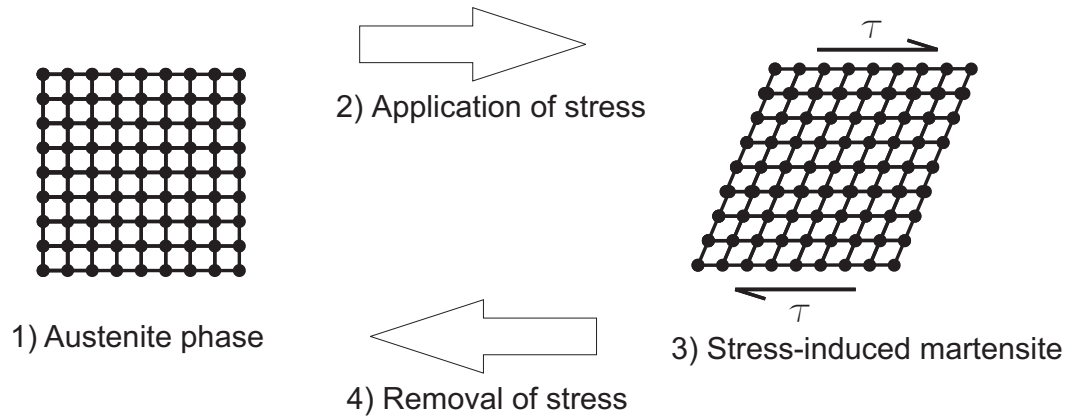 τ
2) Application of stress
τ
1) Austenite phase
3) Stress-induced martensite
4) Removal of stress